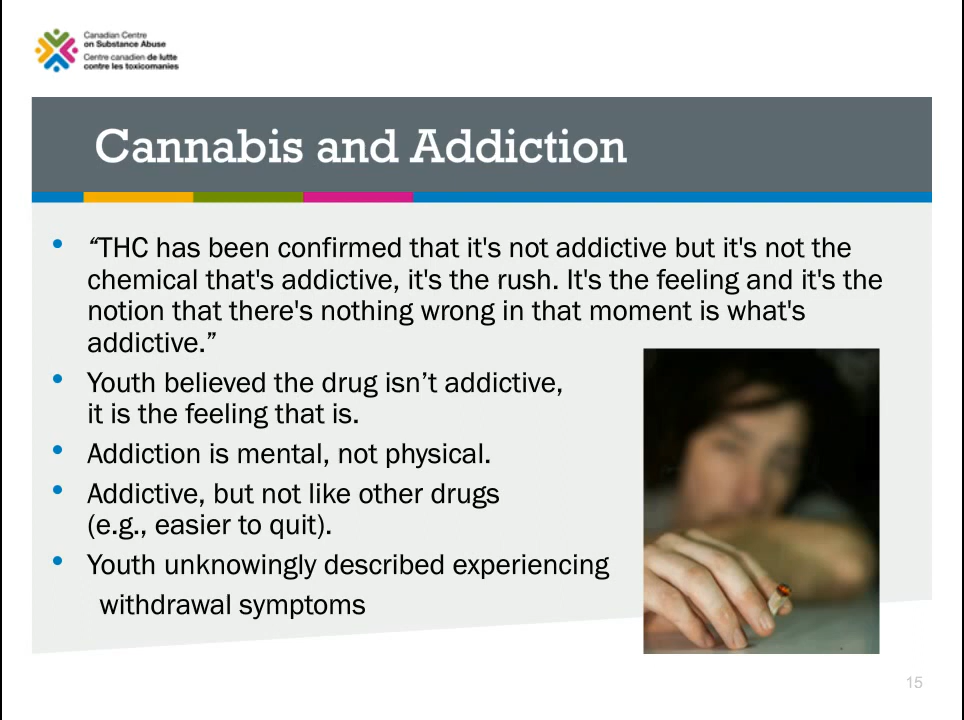 Canadian Centre
on Substance Abuse
Centre canadien de lutte
contre les toxicomanies
Cannabis and Addiction
• “THC has been confirmed that it's not addictive but it's not the
chemical that's addictive, it's the rush. It's the feeling and it's the
notion that there's nothing wrong in that moment is what's
addictive.”
• Youth believed the drug isn’t addictive,
it is the feeling that is.
• Addiction is mental, not physical.
• Addictive, but not like other drugs
(e.g., easier to quit).
• Youth unknowingly described experiencing
withdrawal symptoms
15